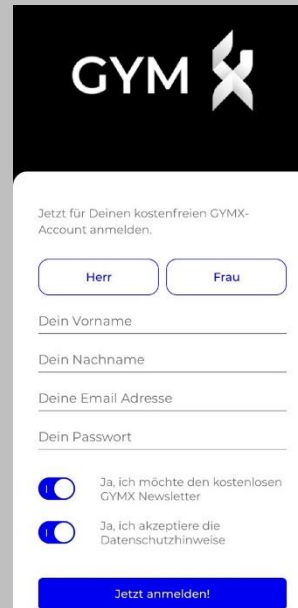 GYM X
Jetzt für Deinen kostenfreien GYMX-
Account anmelden.
Herr
Frau
Dein Vorname
Dein Nachname
Deine Email Adresse
Dein Passwort
Ja, ich möchte den kostenlosen
GYMX Newsletter
Ja, ich akzeptiere die
Datenschutzhinweise
Jetzt anmelden!